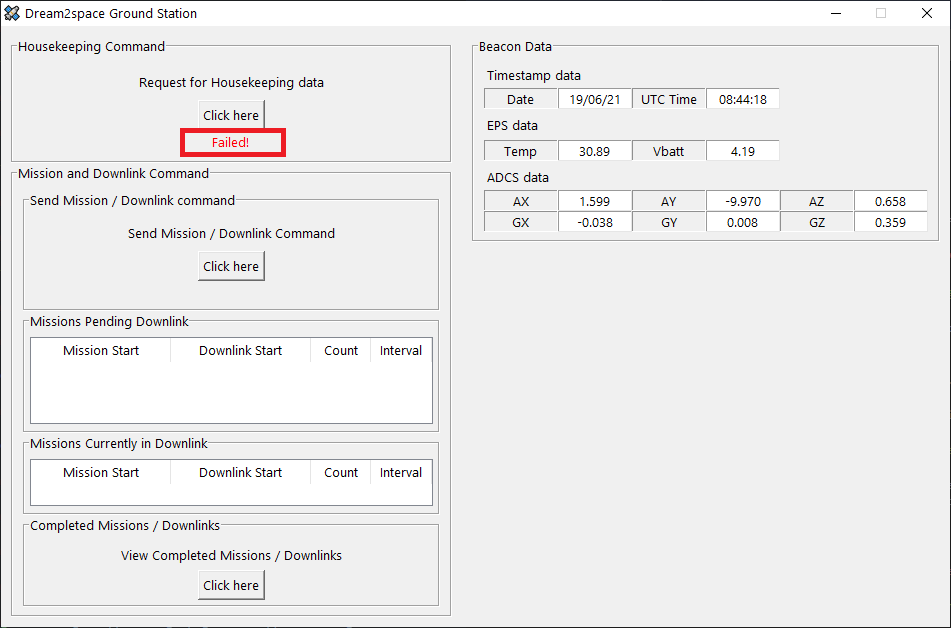 Dream2space Ground Station
Housekeeping Command
Request for Housekeeping data
Click here
Failed!
Mission and Downlink Command
Send Mission / Downlink command
Send Mission / Downlink Command
Click here
Missions Pending Downlink
Mission Start Downlink Start Count Interval
Missions Currently in Downlink
Mission Start Downlink Start Count Interval
Completed Missions / Downlinks
View Completed Missions / Downlinks
Click here
Beacon Data
Timestamp data
Date 19/06/21 UTC Time 08:44:18
EPS data
Temp 30.89 Vbatt 4.19
ADCS data
AX 1.599 AY -9.970 AZ 0.658
GX -0.038 GY 0.008 GZ 0.359